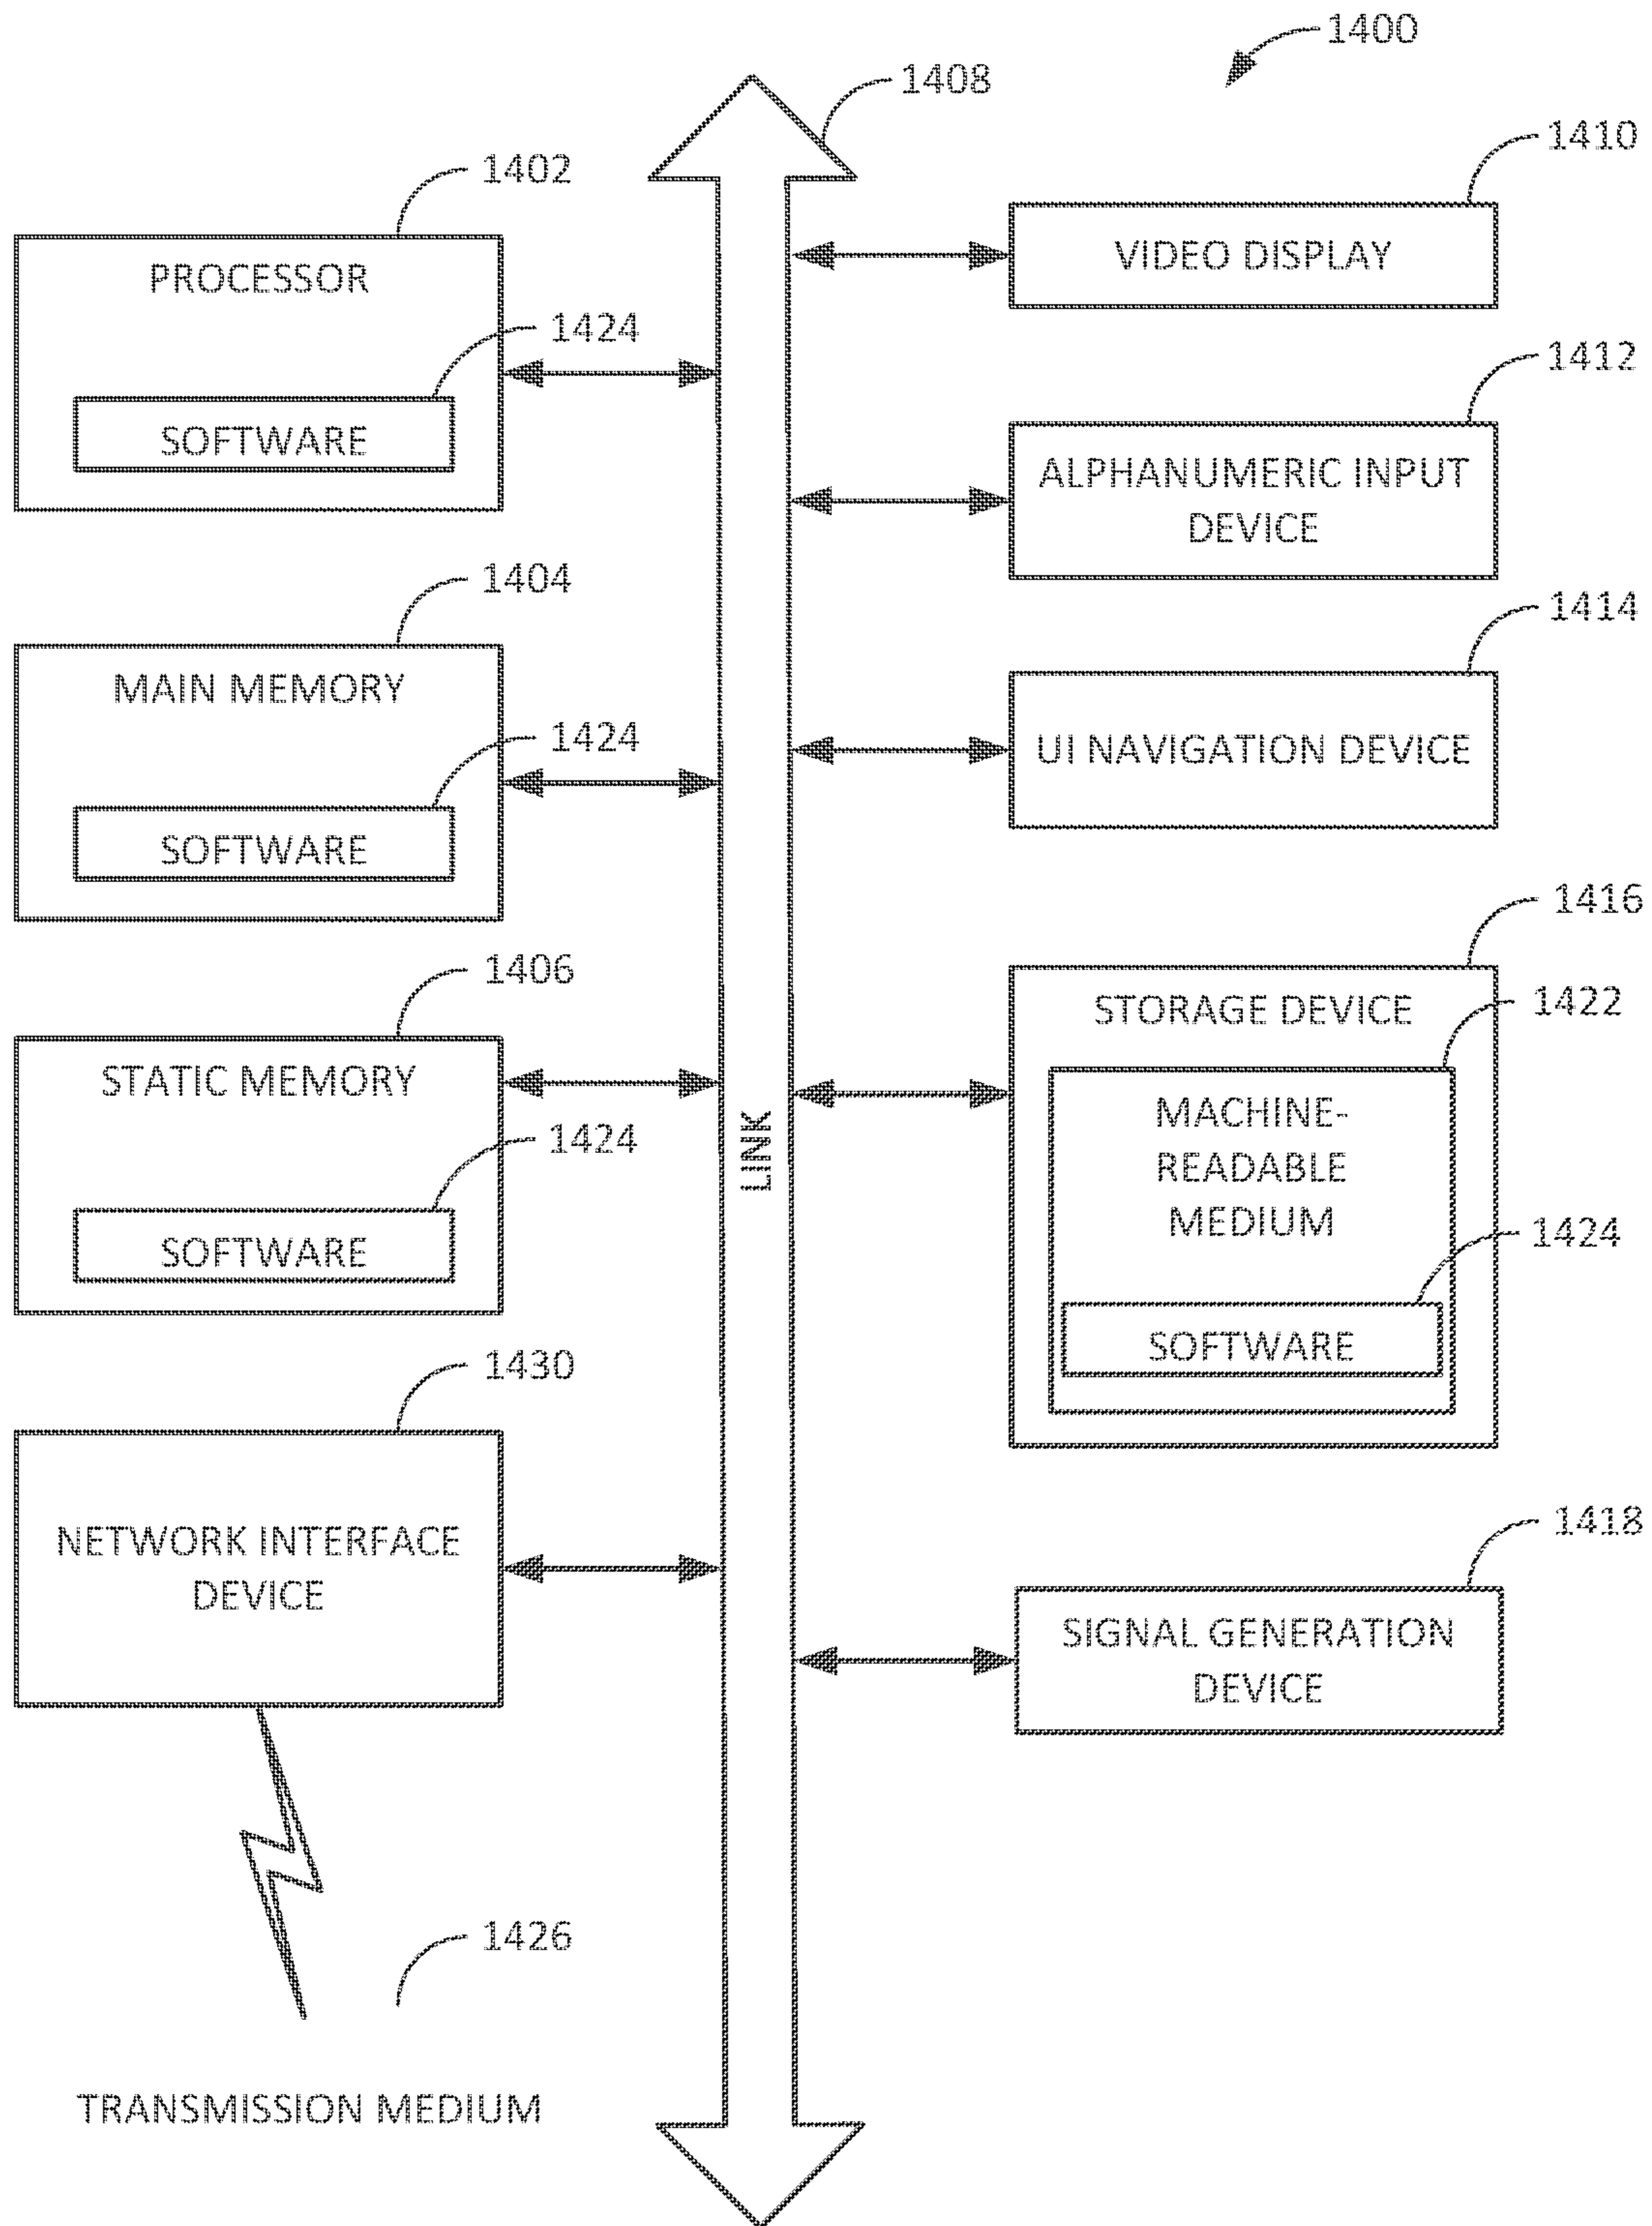 1400
1408
1402
PROCESSOR
1424
SOFTWARE
1404
MAIN MEMORY
1424
SOFTWARE
1406
STATIC MEMORY
1424
SOFTWARE
1430
NETWORK INTERFACE
DEVICE
1426
TRANSMISSION MEDIUM
LINK
1410
VIDEO DISPLAY
1412
ALPHANUMERIC INPUT
DEVICE
1414
UI NAVIGATION DEVICE
1416
STORAGE DEVICE
1422
MACHINE-
READABLE
MEDIUM
1424
SOFTWARE
1418
SIGNAL GENERATION
DEVICE